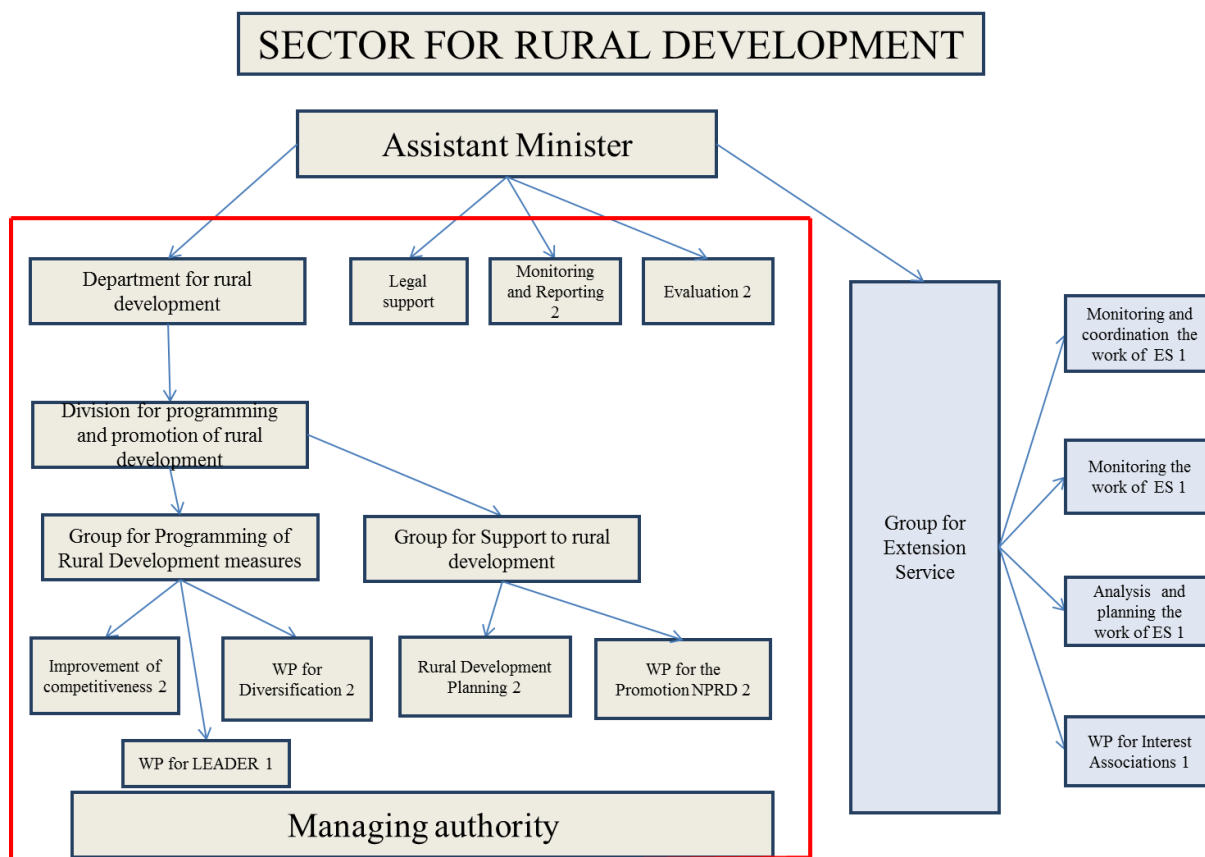 SECTOR FOR RURAL DEVELOPMENT
Assistant Minister
Department for rural
development
Legal
support
Monitoring
and Reporting
2
Evaluation 2
Division for programming
and promotion of rural
development
Group for Programming of
Rural Development measures
Group for Support to rural
development
Improvement of
competitiveness 2
WP for
Diversification 2
Rural Development
Planning 2
WP for the
Promotion NPRD 2
WP for LEADER 1
Managing authority
Group for
Extension
Service
Monitoring and
coordination the
work of ES 1
Monitoring the
work of ES 1
Analysis and
planning the
work of ES 1
WP for Interest
Associations 1